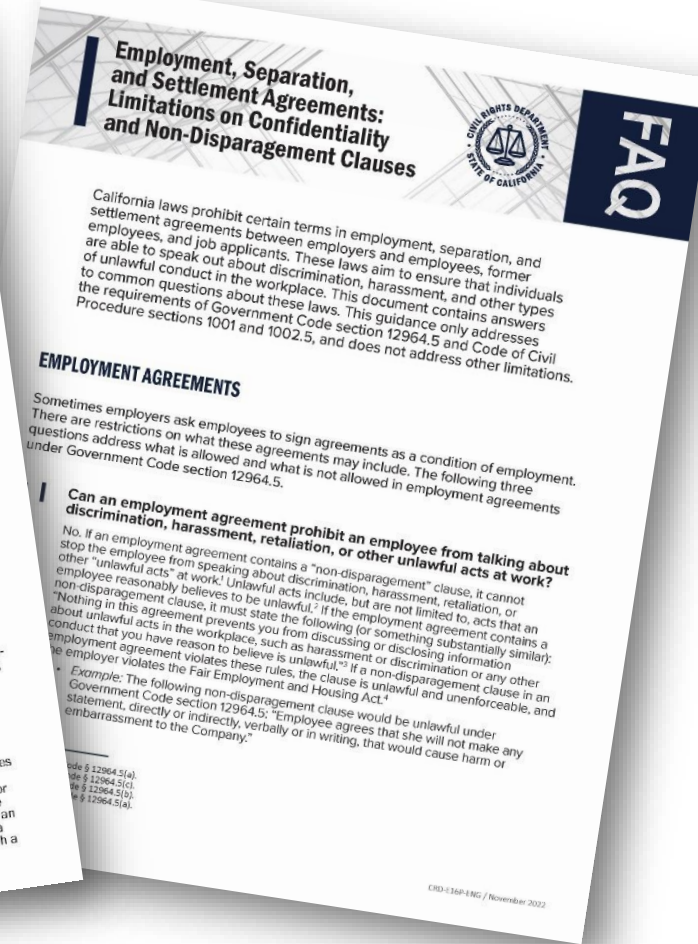 Employment, Separation,
and Settlement Agreements:
Limitations on Confidentiality
and Non-Disparagement Clauses
CIVIL RIGHTS DEPARTMENT
STATE OF CALIFORNIA
FAQ
California laws prohibit certain terms in employment, separation, and
settlement agreements between employers and employees, former
employees, and job applicants. These laws aim to ensure that individuals
are able to speak out about discrimination, harassment, and other types
of unlawful conduct in the workplace. This document contains answers
to common questions about these laws. This guidance only addresses
the requirements of Government Code section 12964.5 and Code of Civil
Procedure sections 1001 and 1002.5, and does not address other limitations.
EMPLOYMENT AGREEMENTS
Sometimes employers ask employees to sign agreements as a condition of employment.
There are restrictions on what these agreements may include. The following three
questions address what is allowed and what is not allowed in employment agreements
under Government Code section 12964.5.
Can an employment agreement prohibit an employee from talking about
discrimination, harassment, retaliation, or other unlawful acts at work?
No. If an employment agreement contains a "non-disparagement" clause, it cannot
stop the employee from speaking about discrimination, harassment, retaliation, or
other "unlawful acts" at work.¹ Unlawful acts include, but are not limited to, acts that an
employee reasonably believes to be unlawful.² If the employment agreement contains a
non-disparagement clause, it must state the following (or something substantially similar):
"Nothing in this agreement prevents you from discussing or disclosing information
about unlawful acts in the workplace, such as harassment or discrimination or any other
conduct that you have reason to believe is unlawful."³ If a non-disparagement clause in an
employment agreement violates these rules, the clause is unlawful and unenforceable, and
he employer violates the Fair Employment and Housing Act.⁴
• Example: The following non-disparagement clause would be unlawful under
Government Code section 12964.5: "Employee agrees that she will not make any
statement, directly or indirectly, verbally or in writing, that would cause harm or
embarrassment to the Company."
ode § 12964.5(a).
de § 12964.5(c).
de § 12964.5(b).
e § 12964.5(a).
CRD-E16P-ENG / November 2022